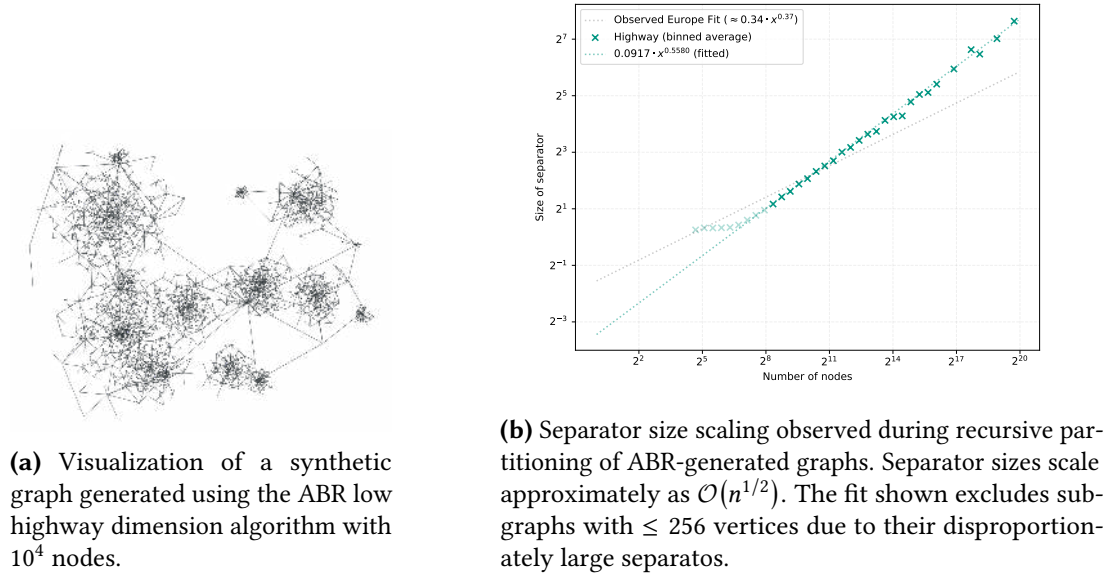 Observed Europe Fit (≈0.34·x^0.37)
Highway (binned average)
0.0917·x^0.5580 (fitted)
2^7
2^5
2^3
2^1
2^−1
2^−3
Size of separator
2^2 2^5 2^8 2^11 2^14 2^17 2^20
Number of nodes
(a) Visualization of a synthetic
graph generated using the ABR low
highway dimension algorithm with
10^4 nodes.
(b) Separator size scaling observed during recursive par-
titioning of ABR-generated graphs. Separator sizes scale
approximately as O(n^1/2). The fit shown excludes sub-
graphs with ≤ 256 vertices due to their disproportion-
ately large separatos.